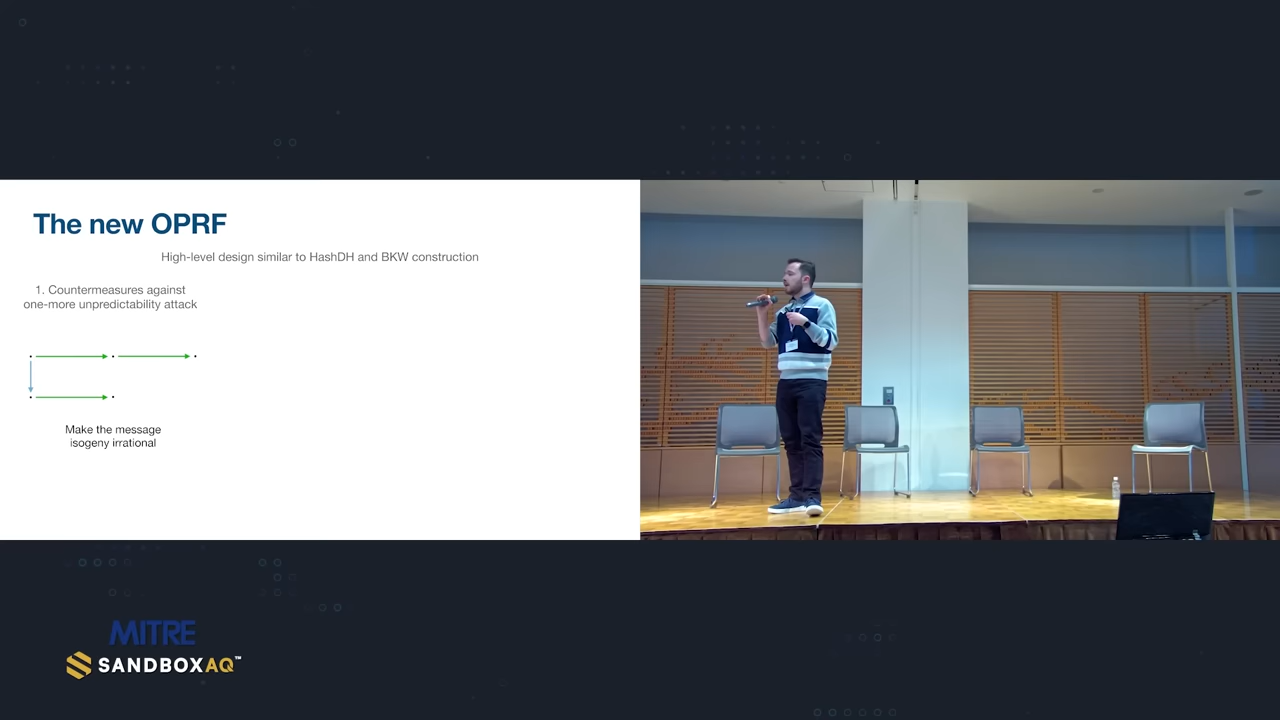 The new OPRF
High-level design similar to HashDH and BKW construction
1. Countermeasures against
one-more unpredictability attack
Make the message
isogeny irrational
MITRE
SANDBOXAQ™